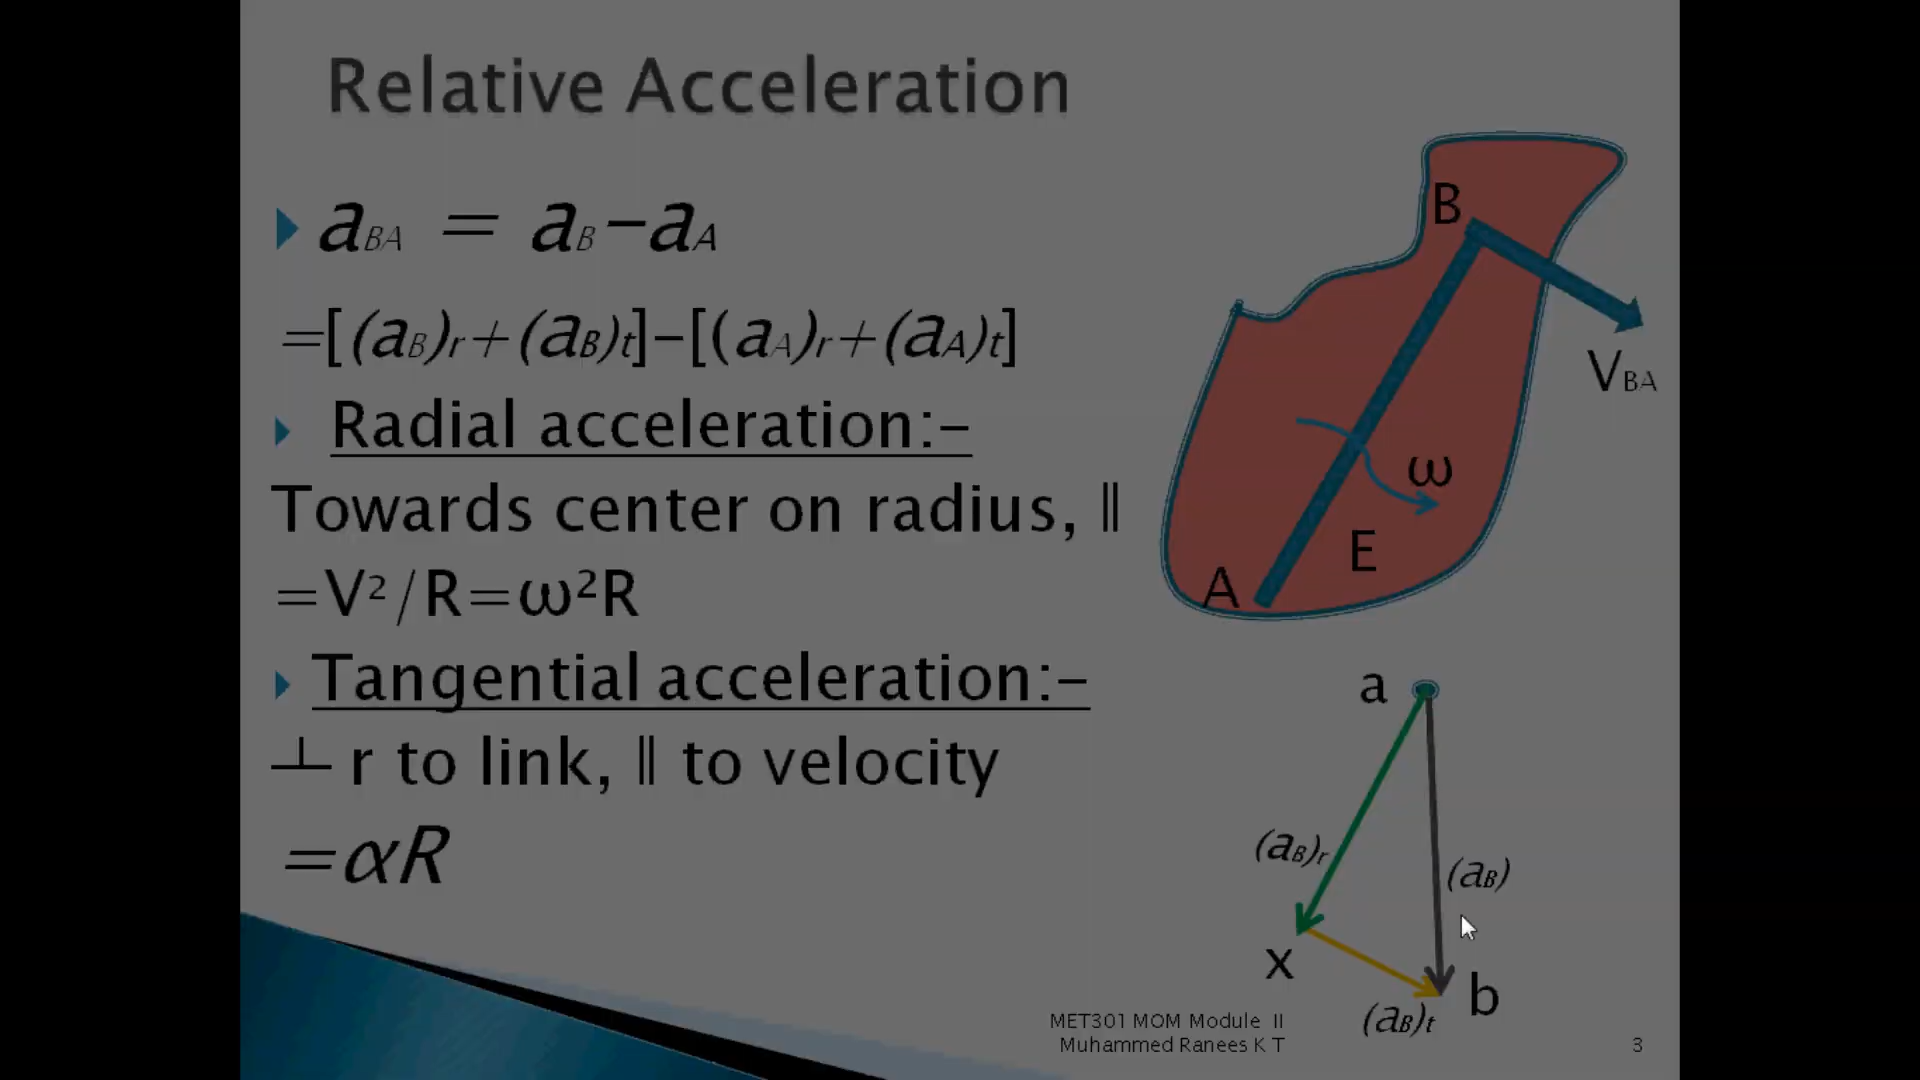 Relative Acceleration
aBA = aB−aA
=[(aB)r+(aB)t]−[(aA)r+(aA)t]
Radial acceleration:-
Towards center on radius, ||
=V²/R=ω²R
Tangential acceleration:-
⊥ r to link, || to velocity
=αR
B
VBA
ω
E
A
a
(aB)r
(aB)
x
b
(aB)t
MET301 MOM Module II
Muhammed Ranees K T
3